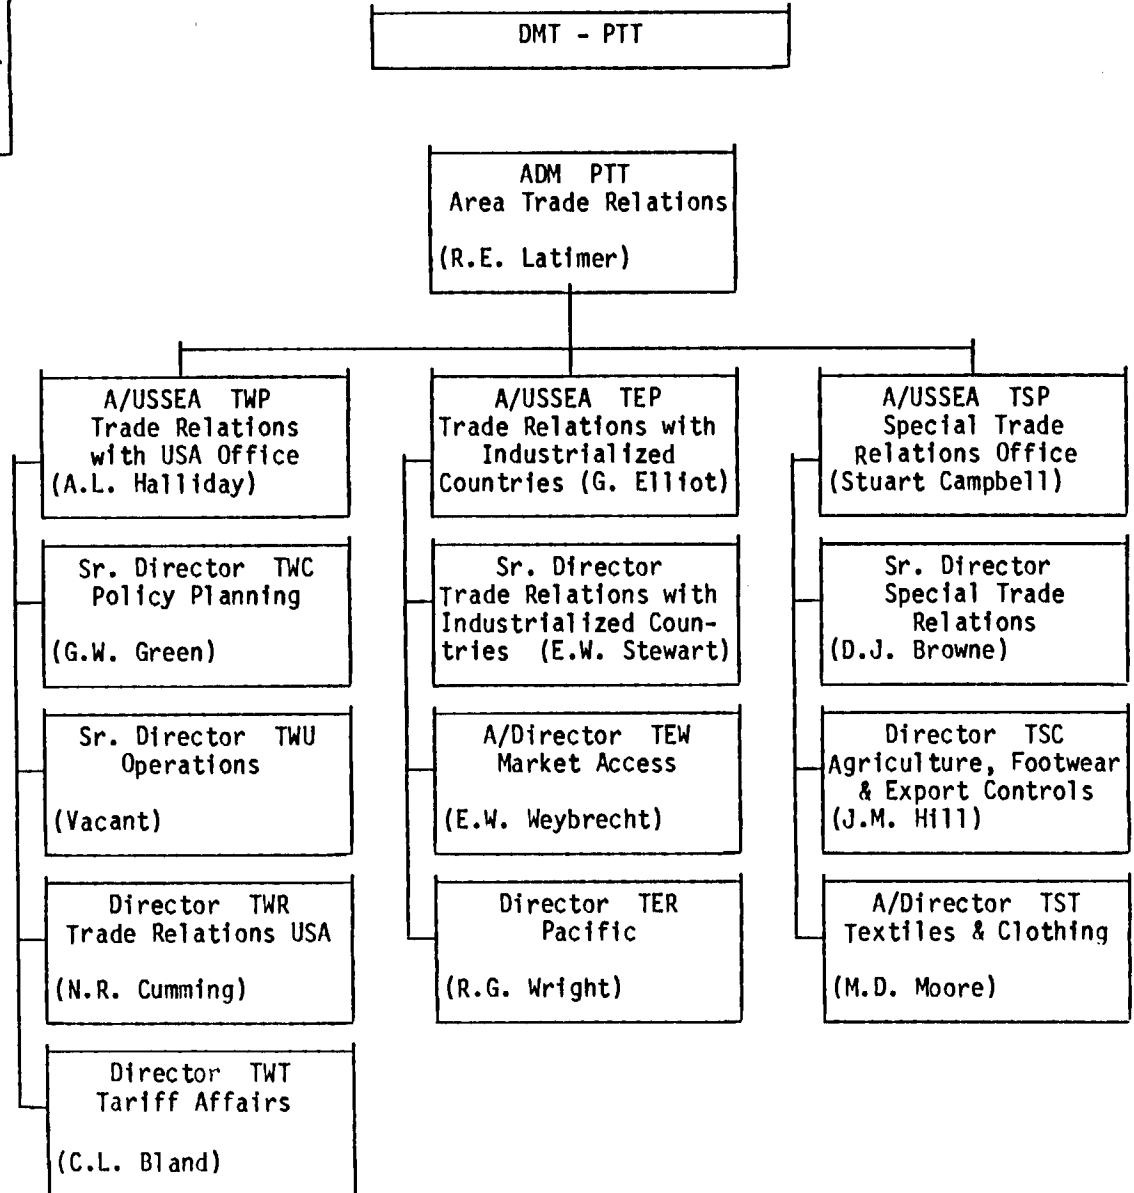 DMT - PTT
ADM PTT
Area Trade Relations
(R.E. Latimer)
A/USSEA TWP
Trade Relations
with USA Office
(A.L. Halliday)
Sr. Director TWC
Policy Planning
(G.W. Green)
Sr. Director TWU
Operations
(Vacant)
Director TWR
Trade Relations USA
(N.R. Cumming)
Director TWT
Tariff Affairs
(C.L. Bland)
A/USSEA TEP
Trade Relations with
Industrialized
Countries (G. Elliot)
Sr. Director
Trade Relations with
Industrialized Coun-
tries (E.W. Stewart)
A/Director TEW
Market Access
(E.W. Weybrecht)
Director TER
Pacific
(R.G. Wright)
A/USSEA TSP
Special Trade
Relations Office
(Stuart Campbell)
Sr. Director
Special Trade
Relations
(D.J. Browne)
Director TSC
Agriculture, Footwear
& Export Controls
(J.M. Hill)
A/Director TST
Textiles & Clothing
(M.D. Moore)